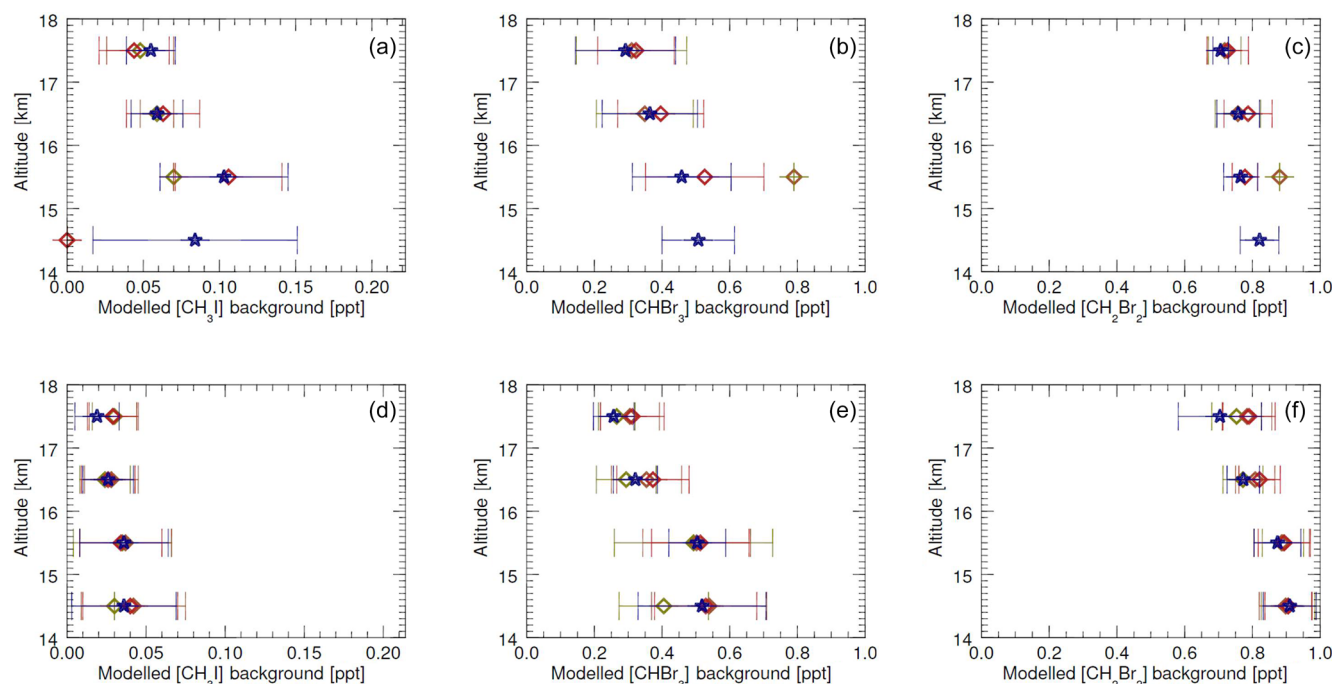 (a)
18
17
16
15
14
Altitude [km]
0.00 0.05 0.10 0.15 0.20
Modelled [CH3I] background [ppt]
(b)
18
17
16
15
14
Altitude [km]
0.0 0.2 0.4 0.6 0.8 1.0
Modelled [CHBr3] background [ppt]
(c)
18
17
16
15
14
Altitude [km]
0.0 0.2 0.4 0.6 0.8 1.0
Modelled [CH2Br2] background [ppt]
(d)
18
17
16
15
14
Altitude [km]
0.00 0.05 0.10 0.15 0.20
Modelled [CH3I] background [ppt]
(e)
18
17
16
15
14
Altitude [km]
0.0 0.2 0.4 0.6 0.8 1.0
Modelled [CHBr3] background [ppt]
(f)
18
17
16
15
14
Altitude [km]
0.0 0.2 0.4 0.6 0.8 1.0
Modelled [CH2Br2] background [ppt]